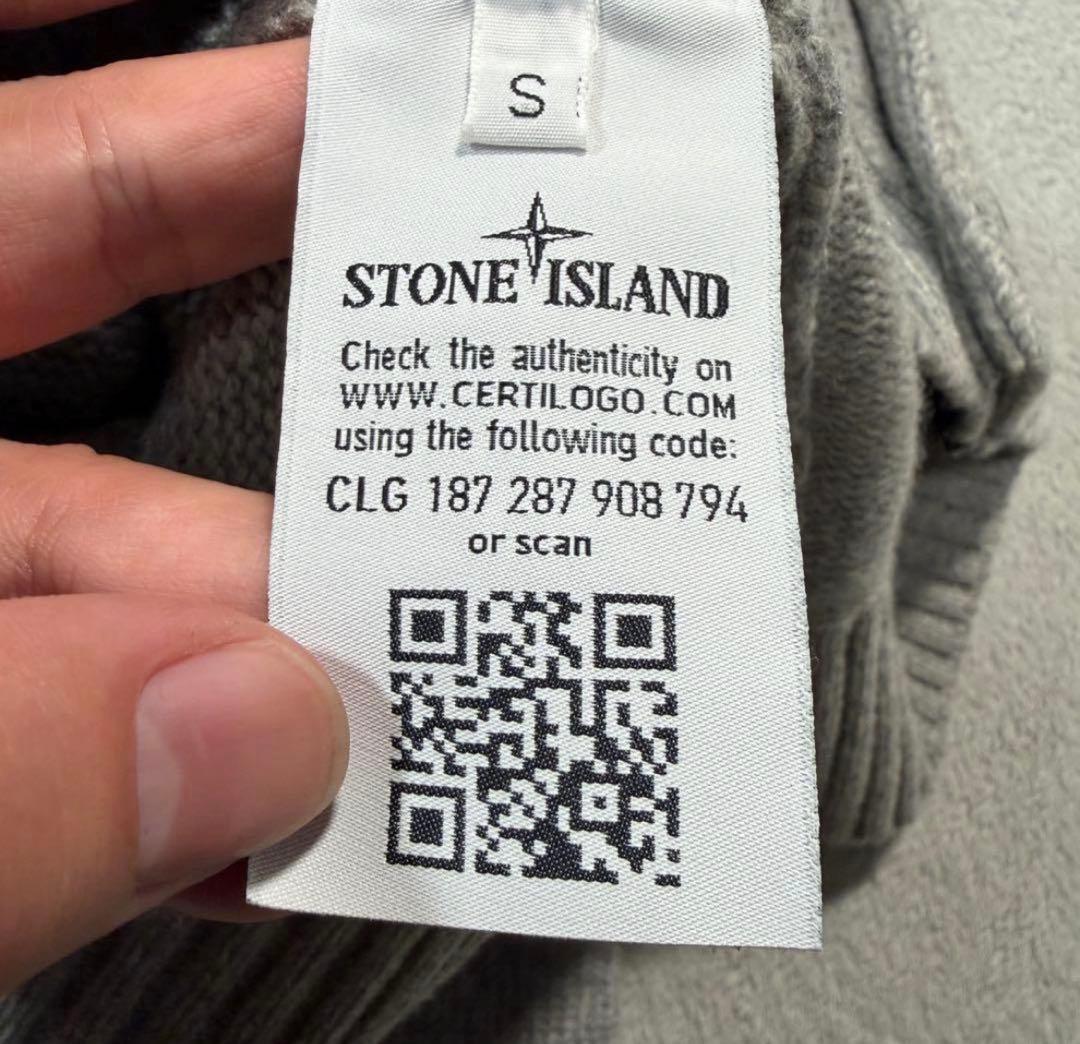 S
STONE ISLAND
Check the authenticity on
WWW.CERTILOGO.COM
using the following code:
CLG 187 287 908 794
or scan